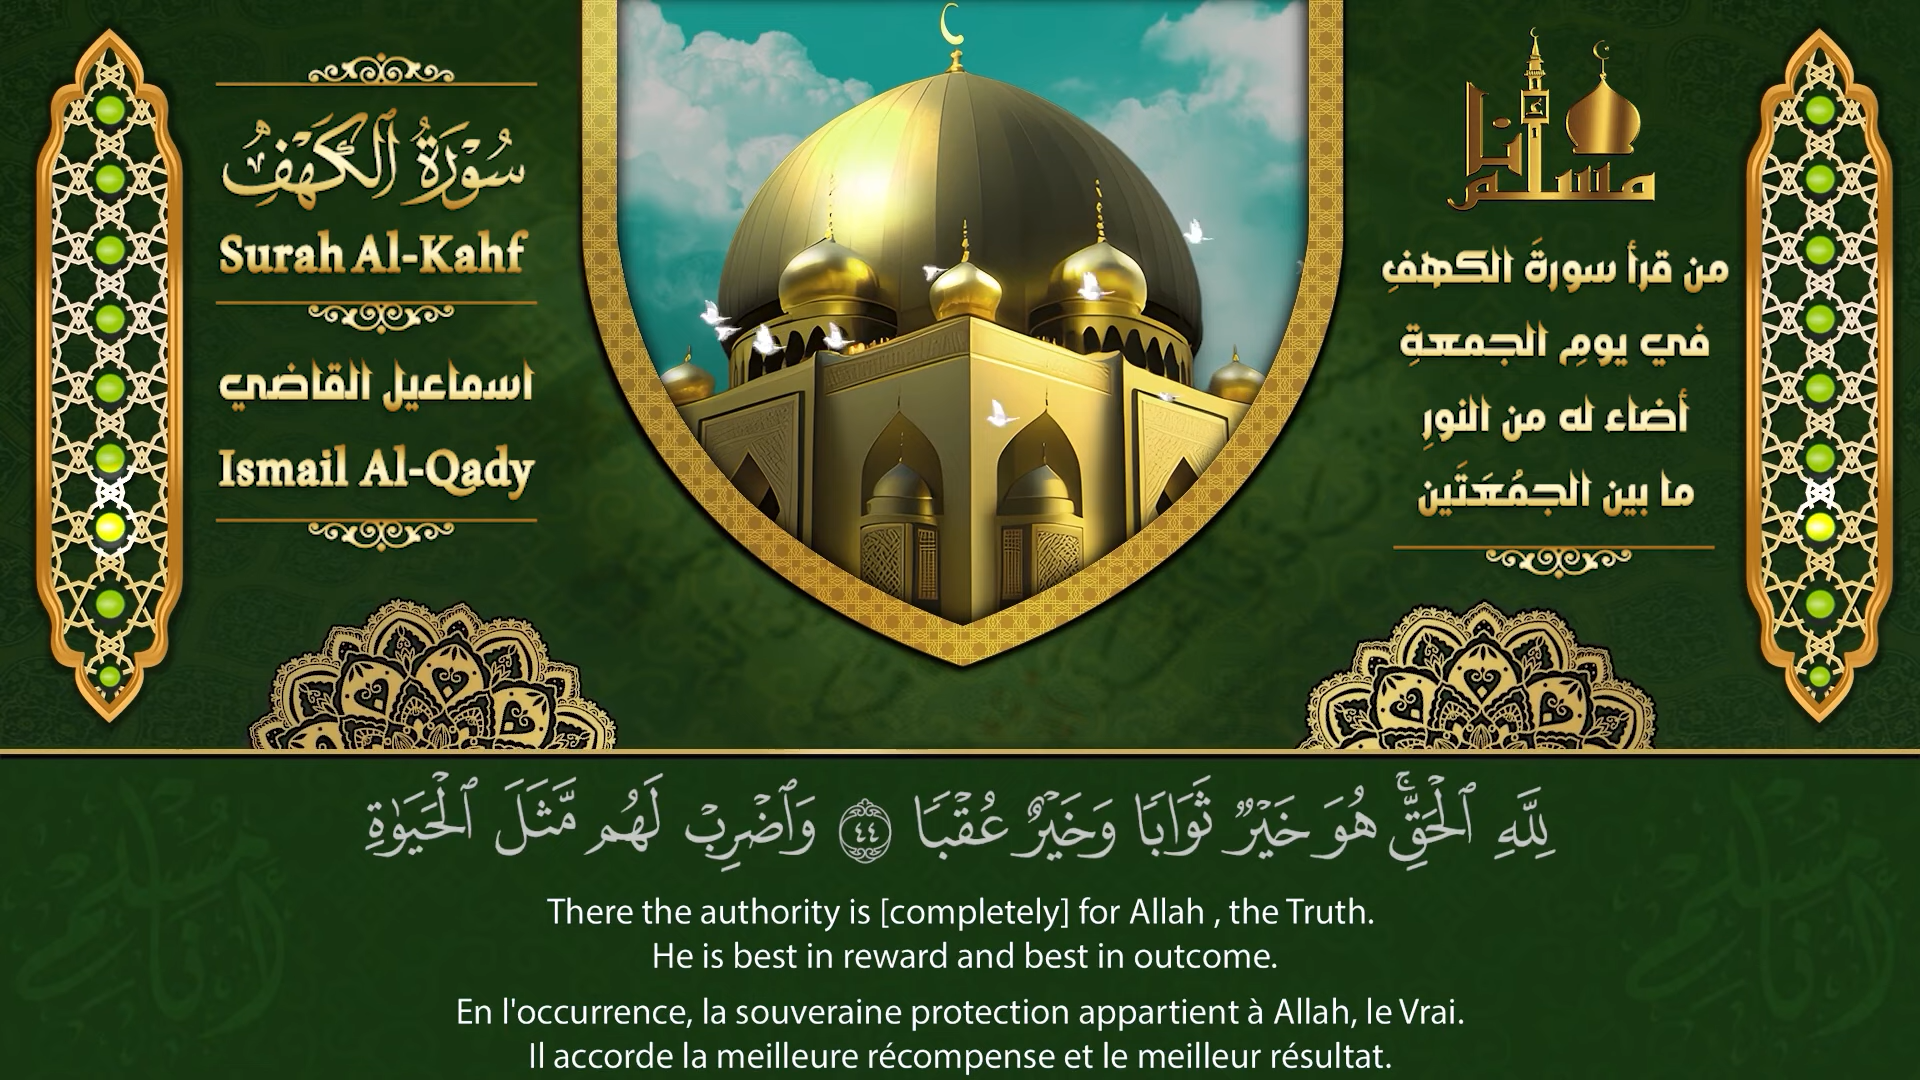 سُورَةُ ٱلْكَهْفِ
Surah Al-Kahf
اسماعيل القاضي
Ismail Al-Qady
انا
مسلم
من قرأ سورةَ الكهفِ
في يومِ الجمعةِ
أضاء له من النورِ
ما بين الجمُعَتَين
لِلَّهِ ٱلْحَقِّۚ هُوَ خَيْرٌ ثَوَابًا وَخَيْرٌ عُقْبًا ٤٤ وَٱضْرِبْ لَهُم مَّثَلَ ٱلْحَيَوٰةِ
There the authority is [completely] for Allah , the Truth.
He is best in reward and best in outcome.
En l'occurrence, la souveraine protection appartient à Allah, le Vrai.
Il accorde la meilleure récompense et le meilleur résultat.